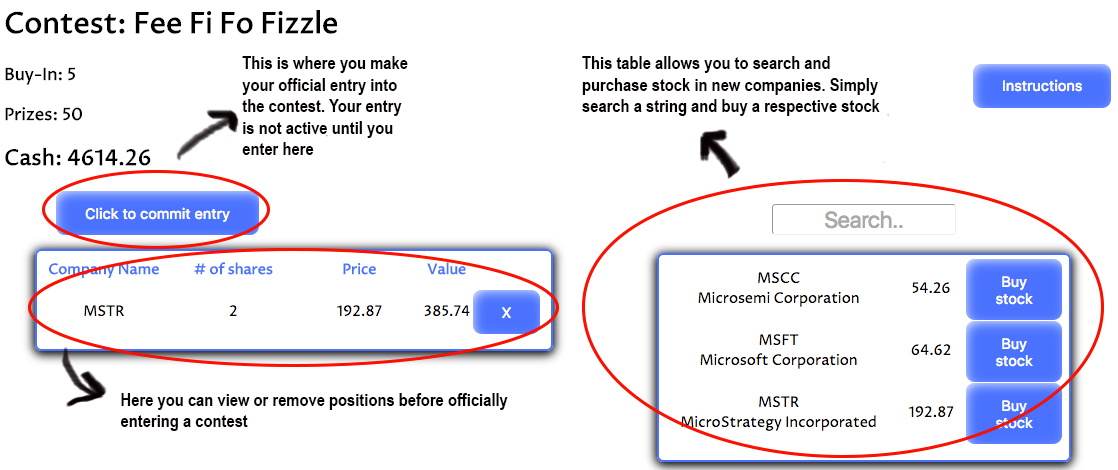 Contest: Fee Fi Fo Fizzle
Buy-In: 5
Prizes: 50
Cash: 4614.26
This is where you make
your official entry into
the contest. Your entry
is not active until you
enter here
This table allows you to search and
purchase stock in new companies. Simply
search a string and buy a respective stock
Instructions
Click to commit entry
Company Name # of shares Price Value
MSTR 2 192.87 385.74 X
Here you can view or remove positions before officially
entering a contest
Search..
MSCC
Microsemi Corporation
54.26
Buy
stock
MSFT
Microsoft Corporation
64.62
Buy
stock
MSTR
MicroStrategy Incorporated
192.87
Buy
stock